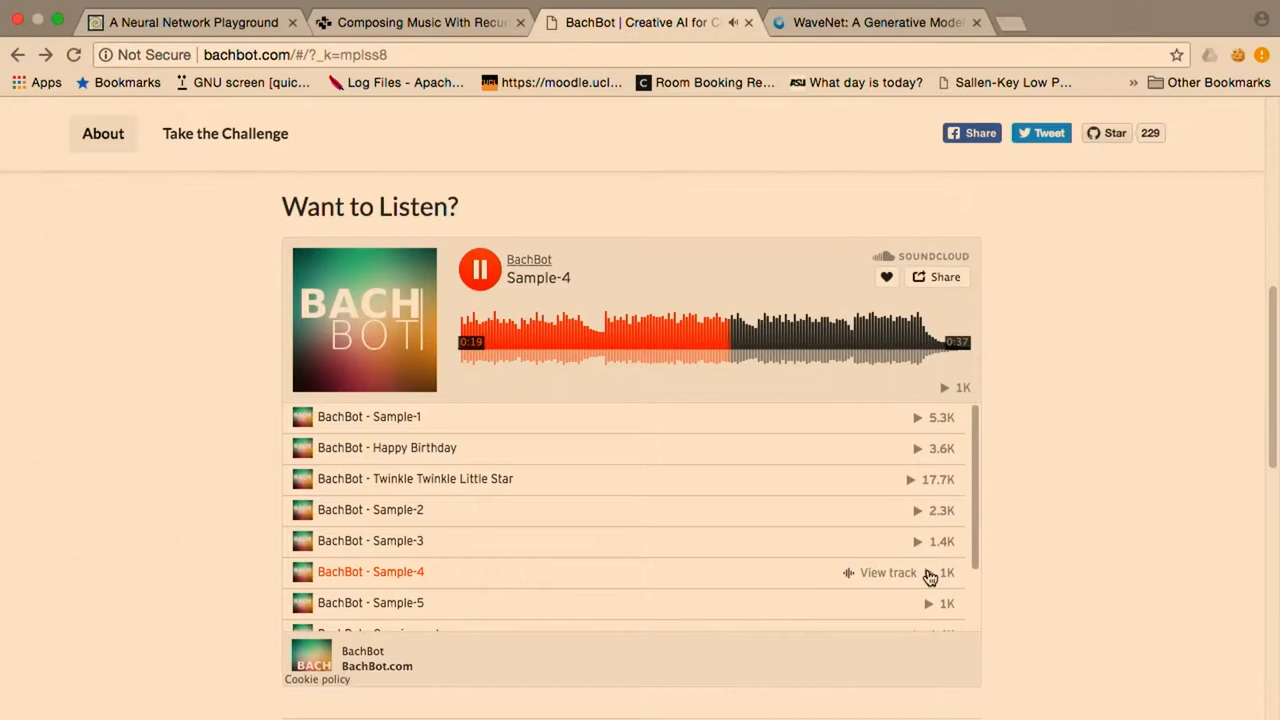 A Neural Network Playground
Composing Music With Recur
BachBot | Creative AI for C
WaveNet: A Generative Model
Not Secure bachbot.com/#/?_k=mplss8
Apps Bookmarks GNU screen [quic... Log Files - Apach... https://moodle.ucl... Room Booking Re... What day is today? Sallen-Key Low P... » Other Bookmarks
About Take the Challenge Share Tweet Star 229
Want to Listen?
BACH
BOT
BachBot
Sample-4
SOUNDCLOUD
Share
0:19 0:37
1K
BachBot - Sample-1 5.3K
BachBot - Happy Birthday 3.6K
BachBot - Twinkle Twinkle Little Star 17.7K
BachBot - Sample-2 2.3K
BachBot - Sample-3 1.4K
BachBot - Sample-4 View track 1K
BachBot - Sample-5 1K
BACH
BachBot
BachBot.com
Cookie policy